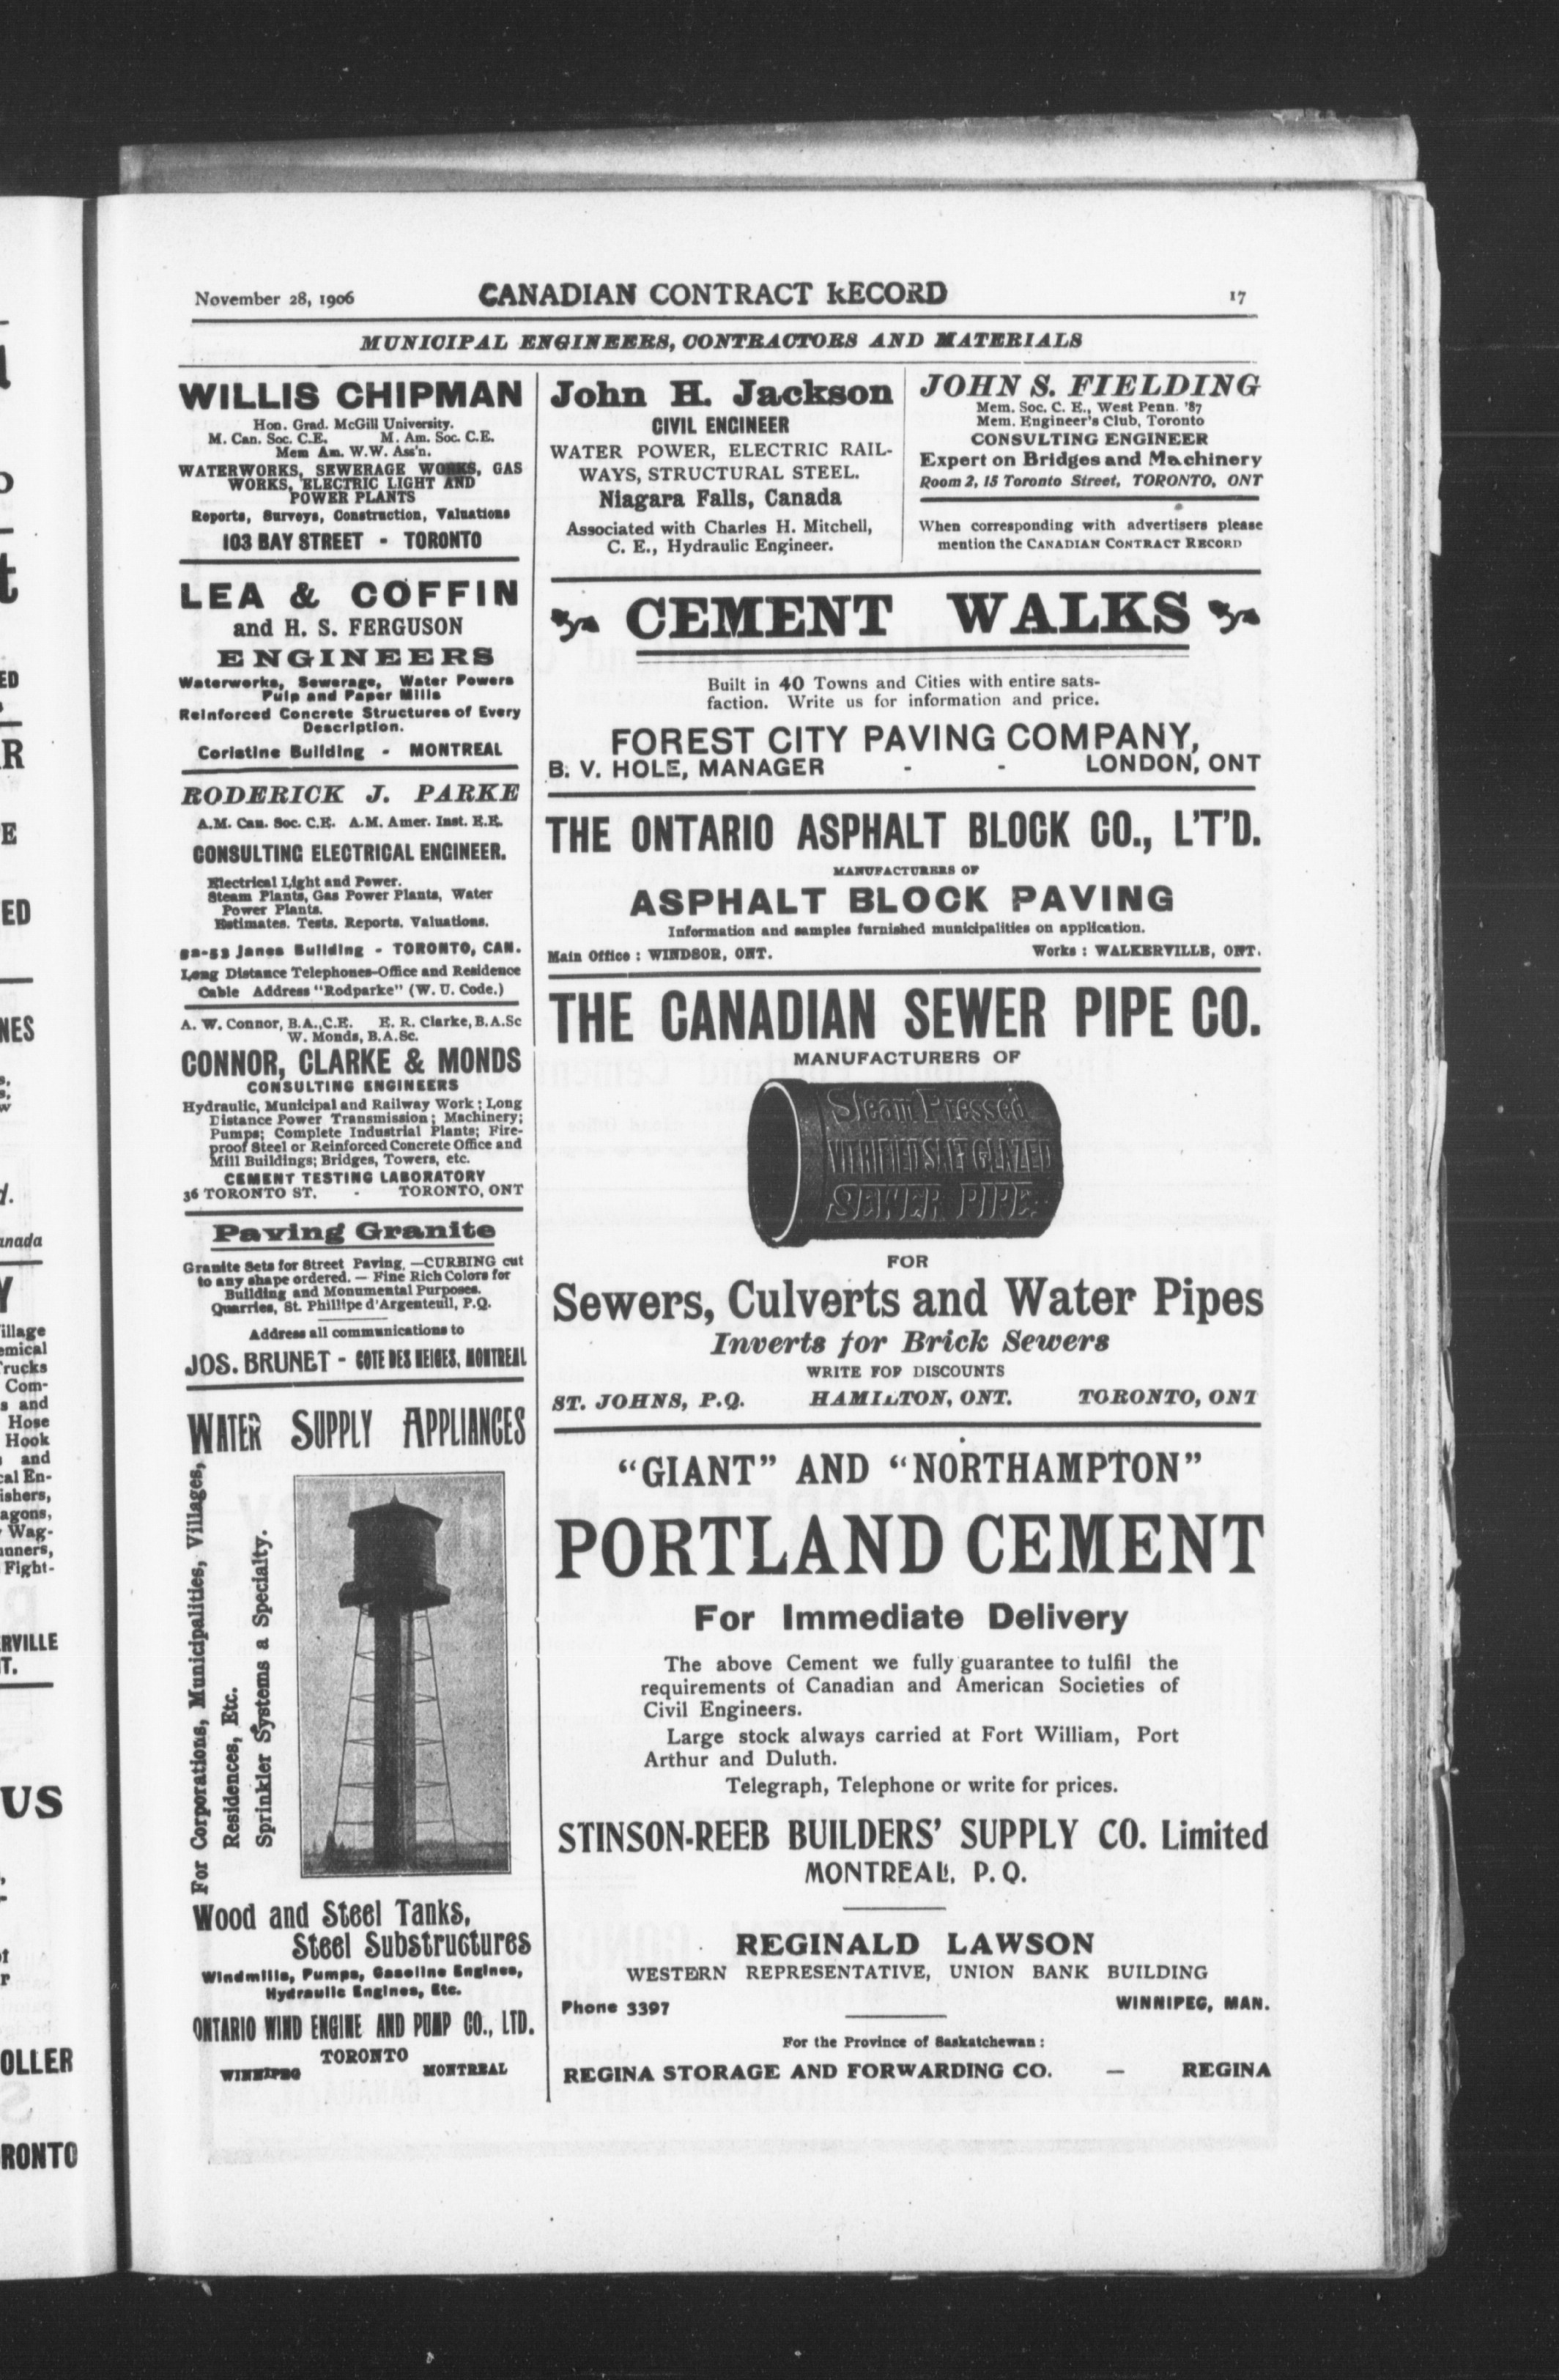 November 28, 1906
CANADIAN CONTRACT RECORD
17
MUNICIPAL ENGINEERS, CONTRACTORS AND MATERIALS
WILLIS CHIPMAN
Hon. Grad. McGill University.
M. Can. Soc. C.E. M. Am. Soc. C.E.
Mem Am. W.W. Ass'n.
WATERWORKS, SEWERAGE WORKS, GAS
WORKS, ELECTRIC LIGHT AND
POWER PLANTS
Reports, Surveys, Construction, Valuations
103 BAY STREET - TORONTO
LEA & COFFIN
and H. S. FERGUSON
ENGINEERS
Waterworks, Sewerage, Water Powers
Pulp and Paper Mills
Reinforced Concrete Structures of Every
Description.
Coristine Building - MONTREAL
RODERICK J. PARKE
A.M. Can. Soc. C.E. A.M. Amer. Inst. E.E.
CONSULTING ELECTRICAL ENGINEER.
Electrical Light and Power.
Steam Plants, Gas Power Plants, Water
Power Plants.
Estimates. Tests. Reports. Valuations.
52-53 Janes Building - TORONTO, CAN.
Long Distance Telephones-Office and Residence
Cable Address "Rodparke" (W. U. Code.)
A. W. Connor, B.A.,C.E. E. R. Clarke, B.A.Sc
W. Monds, B.A.Sc.
CONNOR, CLARKE & MONDS
CONSULTING ENGINEERS
Hydraulic, Municipal and Railway Work; Long
Distance Power Transmission; Machinery;
Pumps; Complete Industrial Plants; Fire-
proof Steel or Reinforced Concrete Office and
Mill Buildings; Bridges, Towers, etc.
CEMENT TESTING LABORATORY
36 TORONTO ST. - TORONTO, ONT
Paving Granite
Granite Sets for Street Paving, —CURBING cut
to any shape ordered. — Fine Rich Colors for
Building and Monumental Purposes.
Quarries, St. Phillipe d'Argenteuil, P.Q.
Address all communications to
JOS. BRUNET - COTE DES NEIGES, MONTREAL
WATER SUPPLY APPLIANCES
For Corporations, Municipalities, Villages,
Residences, Etc.
Sprinkler Systems a Specialty.
Wood and Steel Tanks,
Steel Substructures
Windmills, Pumps, Gasoline Engines,
Hydraulic Engines, Etc.
ONTARIO WIND ENGINE AND PUMP CO., LTD.
TORONTO
WINNIPEG MONTREAL
John H. Jackson
CIVIL ENGINEER
WATER POWER, ELECTRIC RAIL-
WAYS, STRUCTURAL STEEL.
Niagara Falls, Canada
Associated with Charles H. Mitchell,
C. E., Hydraulic Engineer.
JOHN S. FIELDING
Mem. Soc. C. E., West Penn. '87
Mem. Engineer's Club, Toronto
CONSULTING ENGINEER
Expert on Bridges and Machinery
Room 2, 15 Toronto Street, TORONTO, ONT
When corresponding with advertisers please
mention the CANADIAN CONTRACT RECORD
CEMENT WALKS
Built in 40 Towns and Cities with entire sats-
faction. Write us for information and price.
FOREST CITY PAVING COMPANY,
B. V. HOLE, MANAGER - - LONDON, ONT
THE ONTARIO ASPHALT BLOCK CO., L'T'D.
MANUFACTURERS OF
ASPHALT BLOCK PAVING
Information and samples furnished municipalities on application.
Main Office : WINDSOR, ONT. Works : WALKERVILLE, ONT.
THE CANADIAN SEWER PIPE CO.
MANUFACTURERS OF
Steam Pressed
VITRIFIED SALT GLAZED
SEWER PIPE
FOR
Sewers, Culverts and Water Pipes
Inverts for Brick Sewers
WRITE FOR DISCOUNTS
ST. JOHNS, P.Q. HAMILTON, ONT. TORONTO, ONT
"GIANT" AND "NORTHAMPTON"
PORTLAND CEMENT
For Immediate Delivery
The above Cement we fully guarantee to fulfil the
requirements of Canadian and American Societies of
Civil Engineers.
Large stock always carried at Fort William, Port
Arthur and Duluth.
Telegraph, Telephone or write for prices.
STINSON-REEB BUILDERS' SUPPLY CO. Limited
MONTREAL, P. Q.
REGINALD LAWSON
WESTERN REPRESENTATIVE, UNION BANK BUILDING
Phone 3397 WINNIPEG, MAN.
For the Province of Saskatchewan :
REGINA STORAGE AND FORWARDING CO. — REGINA